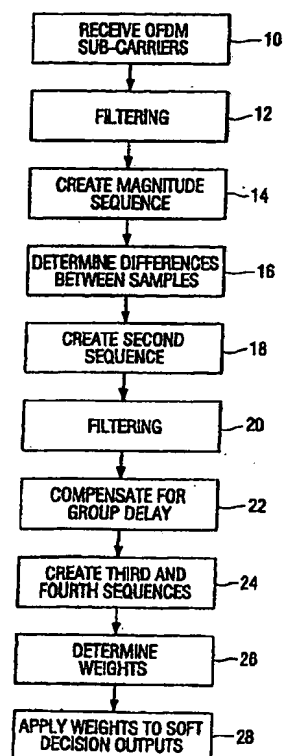 RECEIVE OFDM
SUB-CARRIERS
10
FILTERING
12
CREATE MAGNITUDE
SEQUENCE
14
DETERMINE DIFFERENCES
BETWEEN SAMPLES
16
CREATE SECOND
SEQUENCE
18
FILTERING
20
COMPENSATE FOR
GROUP DELAY
22
CREATE THIRD AND
FOURTH SEQUENCES
24
DETERMINE
WEIGHTS
26
APPLY WEIGHTS TO SOFT
DECISION OUTPUTS
28